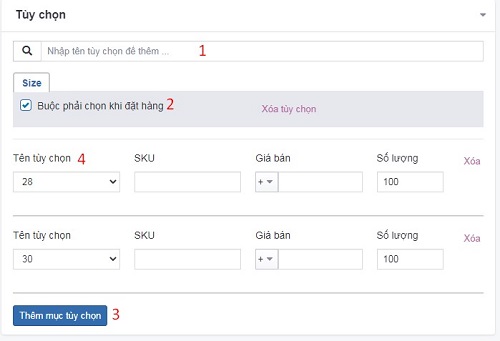 Tùy chọn
Nhập tên tùy chọn để thêm ... 1
Size
Buộc phải chọn khi đặt hàng 2 Xóa tùy chọn
Tên tùy chọn 4 SKU Giá bán Số lượng Xóa
28 + 100
Tên tùy chọn SKU Giá bán Số lượng Xóa
30 + 100
Thêm mục tùy chọn 3